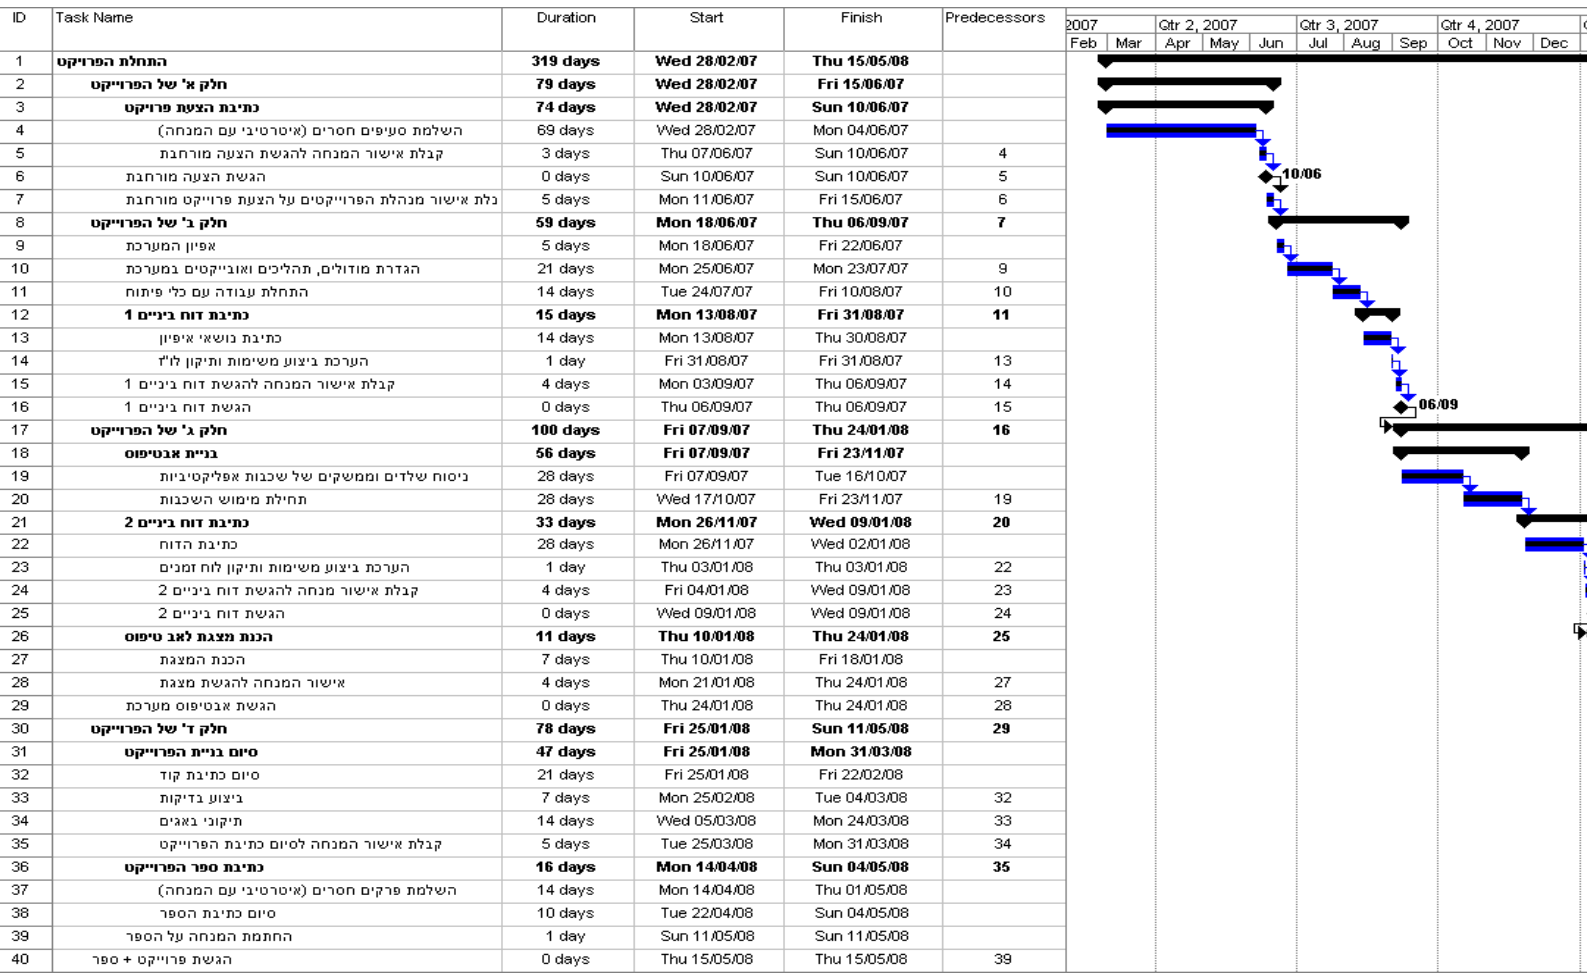 ID Task Name Duration Start Finish Predecessors
2007 Qtr 2, 2007 Qtr 3, 2007 Qtr 4, 2007
Feb Mar Apr May Jun Jul Aug Sep Oct Nov Dec
1 התחלת הפרויקט 319 days Wed 28/02/07 Thu 15/05/08
2 חלק א' של הפרוייקט 79 days Wed 28/02/07 Fri 15/06/07
3 כתיבת הצעת פרויקט 74 days Wed 28/02/07 Sun 10/06/07
4 השלמת סעיפים חסרים (איטרטיבי עם המנחה) 69 days Wed 28/02/07 Mon 04/06/07
5 קבלת אישור המנחה להגשת הצעה מורחבת 3 days Thu 07/06/07 Sun 10/06/07 4
6 הגשת הצעה מורחבת 0 days Sun 10/06/07 Sun 10/06/07 5 10/06
7 בלת אישור מנהלת הפרוייקטים על הצעת פרוייקט מורחבת 5 days Mon 11/06/07 Fri 15/06/07 6
8 חלק ב' של הפרוייקט 59 days Mon 18/06/07 Thu 06/09/07 7
9 אפיון המערכת 5 days Mon 18/06/07 Fri 22/06/07
10 הגדרת מודולים, תהליכים ואובייקטים במערכת 21 days Mon 25/06/07 Mon 23/07/07 9
11 התחלת עבודה עם כלי פיתוח 14 days Tue 24/07/07 Fri 10/08/07 10
12 כתיבת דוח ביניים 1 15 days Mon 13/08/07 Fri 31/08/07 11
13 כתיבת נושאי איפיון 14 days Mon 13/08/07 Thu 30/08/07
14 הערכת ביצוע משימות ותיקון לו"ז 1 day Fri 31/08/07 Fri 31/08/07 13
15 קבלת אישור המנחה להגשת דוח ביניים 1 4 days Mon 03/09/07 Thu 06/09/07 14
16 הגשת דוח ביניים 1 0 days Thu 06/09/07 Thu 06/09/07 15 06/09
17 חלק ג' של הפרוייקט 100 days Fri 07/09/07 Thu 24/01/08 16
18 בניית אבטיפוס 56 days Fri 07/09/07 Fri 23/11/07
19 ניסוח שלדים וממשקים של שכבות אפליקטיביות 28 days Fri 07/09/07 Tue 16/10/07
20 תחילת מימוש השכבות 28 days Wed 17/10/07 Fri 23/11/07 19
21 כתיבת דוח ביניים 2 33 days Mon 26/11/07 Wed 09/01/08 20
22 כתיבת הדוח 28 days Mon 26/11/07 Wed 02/01/08
23 הערכת ביצוע משימות ותיקון לוח זמנים 1 day Thu 03/01/08 Thu 03/01/08 22
24 קבלת אישור מנחה להגשת דוח ביניים 2 4 days Fri 04/01/08 Wed 09/01/08 23
25 הגשת דוח ביניים 2 0 days Wed 09/01/08 Wed 09/01/08 24
26 הכנת מצגת לאב טיפוס 11 days Thu 10/01/08 Thu 24/01/08 25
27 הכנת המצגת 7 days Thu 10/01/08 Fri 18/01/08
28 אישור המנחה להגשת מצגת 4 days Mon 21/01/08 Thu 24/01/08 27
29 הגשת אבטיפוס מערכת 0 days Thu 24/01/08 Thu 24/01/08 28
30 חלק ד' של הפרוייקט 78 days Fri 25/01/08 Sun 11/05/08 29
31 סיום בניית הפרוייקט 47 days Fri 25/01/08 Mon 31/03/08
32 סיום כתיבת קוד 21 days Fri 25/01/08 Fri 22/02/08
33 ביצוע בדיקות 7 days Mon 25/02/08 Tue 04/03/08 32
34 תיקוני באגים 14 days Wed 05/03/08 Mon 24/03/08 33
35 קבלת אישור המנחה לסיום כתיבת הפרוייקט 5 days Tue 25/03/08 Mon 31/03/08 34
36 כתיבת ספר הפרוייקט 16 days Mon 14/04/08 Sun 04/05/08 35
37 השלמת פרקים חסרים (איטרטיבי עם המנחה) 14 days Mon 14/04/08 Thu 01/05/08
38 סיום כתיבת הספר 10 days Tue 22/04/08 Sun 04/05/08
39 החתמת המנחה על הספר 1 day Sun 11/05/08 Sun 11/05/08
40 הגשת פרוייקט + ספר 0 days Thu 15/05/08 Thu 15/05/08 39